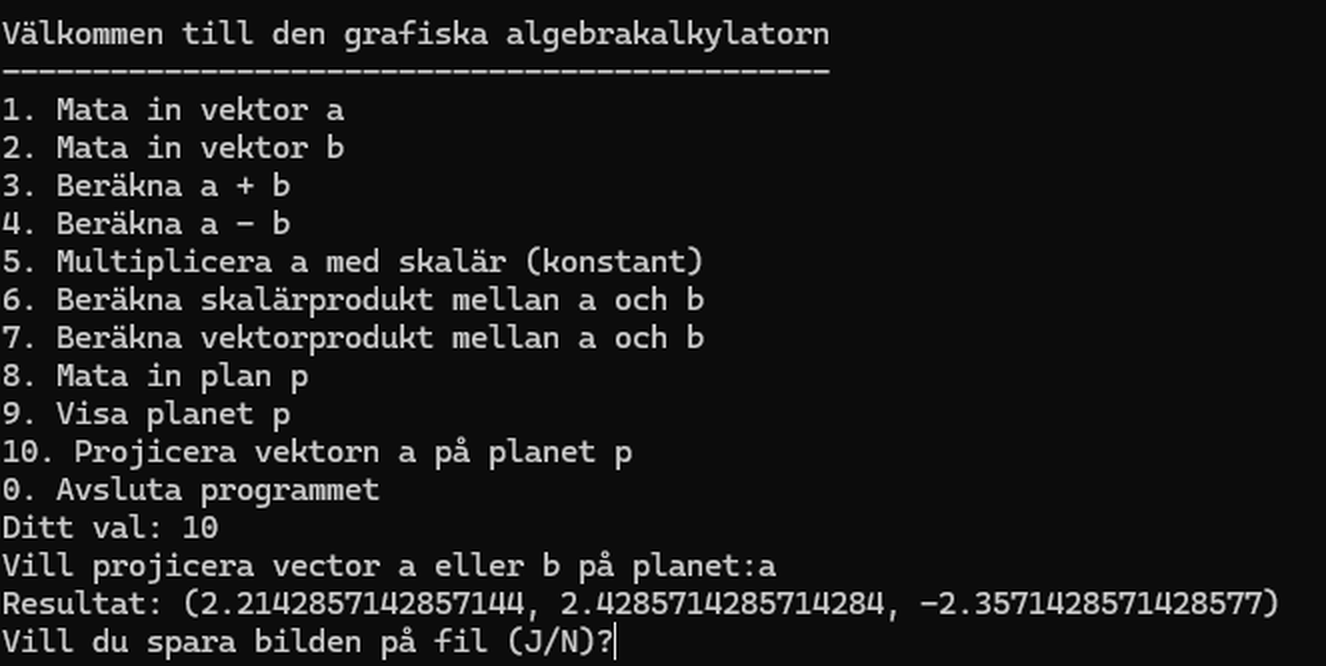 Välkommen till den grafiska algebrakalkylatorn
----------------------------------------------
1. Mata in vektor a
2. Mata in vektor b
3. Beräkna a + b
4. Beräkna a - b
5. Multiplicera a med skalär (konstant)
6. Beräkna skalärprodukt mellan a och b
7. Beräkna vektorprodukt mellan a och b
8. Mata in plan p
9. Visa planet p
10. Projicera vektorn a på planet p
0. Avsluta programmet
Ditt val: 10
Vill projicera vector a eller b på planet:a
Resultat: (2.2142857142857144, 2.4285714285714284, -2.3571428571428577)
Vill du spara bilden på fil (J/N)?